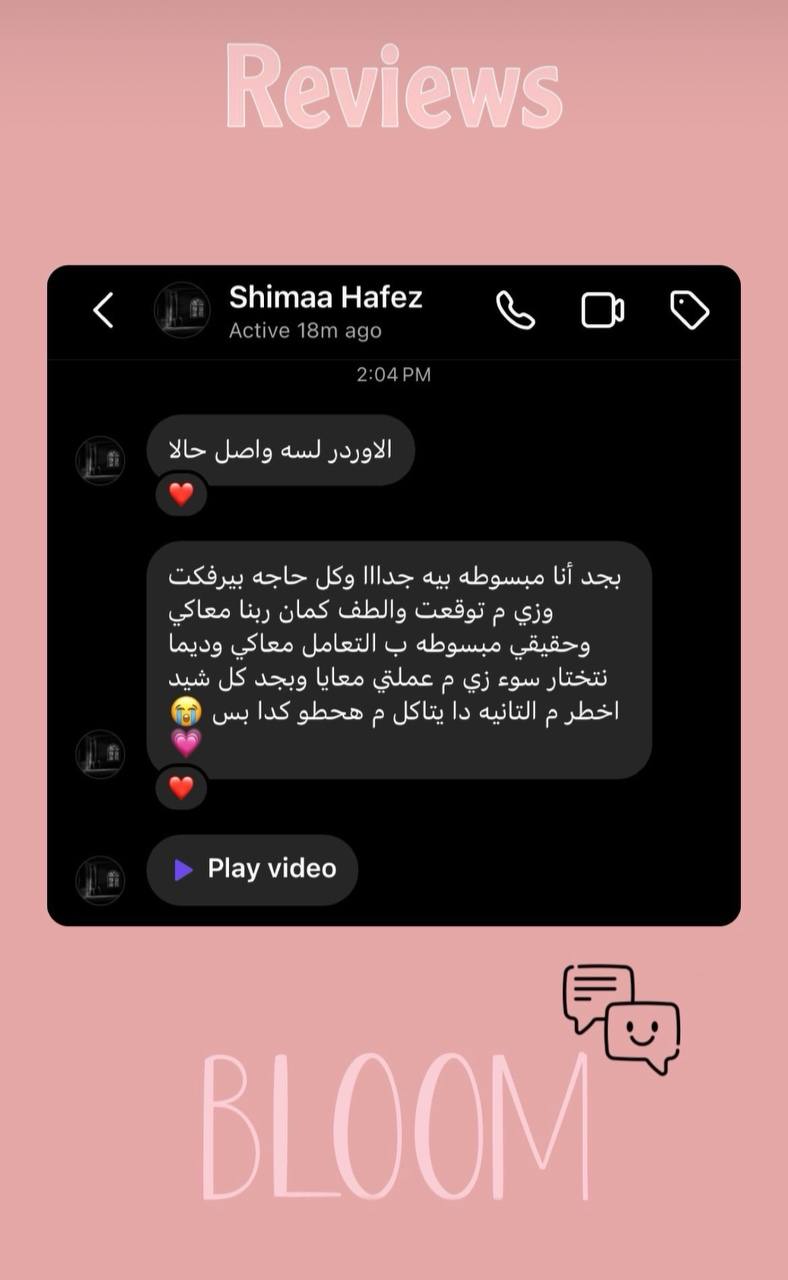 Reviews
Shimaa Hafez
Active 18m ago
2:04 PM
الاوردر لسه واصل حالا
❤️
بجد أنا مبسوطه بيه جدااا وكل حاجه بيرفكت
وزي م توقعت والطف كمان ربنا معاكي
وحقيقي مبسوطه ب التعامل معاكي وديما
نتختار سوء زي م عملتي معايا وبجد كل شيد
اخطر م التانيه دا يتاكل م هحطو كدا بس 😭
💗
❤️
Play video
BLOOM